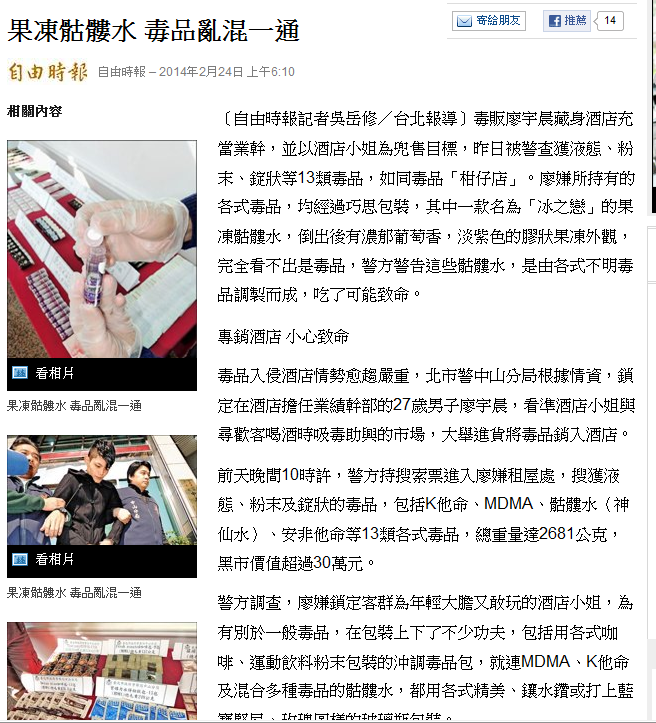 果凍骷髏水 毒品亂混一通
寄給朋友
推薦
14
自由時報
自由時報 – 2014年2月24日 上午6:10
相關內容
看相片
果凍骷髏水 毒品亂混一通
看相片
果凍骷髏水 毒品亂混一通
〔自由時報記者吳岳修／台北報導〕毒販廖宇晨藏身酒店充
當業幹，並以酒店小姐為兜售目標，昨日被警查獲液態、粉
末、錠狀等13類毒品，如同毒品「柑仔店」。廖嫌所持有的
各式毒品，均經過巧思包裝，其中一款名為「冰之戀」的果
凍骷髏水，倒出後有濃郁葡萄香，淡紫色的膠狀果凍外觀，
完全看不出是毒品，警方警告這些骷髏水，是由各式不明毒
品調製而成，吃了可能致命。
專銷酒店 小心致命
毒品入侵酒店情勢愈趨嚴重，北市警中山分局根據情資，鎖
定在酒店擔任業績幹部的27歲男子廖宇晨，看準酒店小姐與
尋歡客喝酒時吸毒助興的市場，大舉進貨將毒品銷入酒店。
前天晚間10時許，警方持搜索票進入廖嫌租屋處，搜獲液
態、粉末及錠狀的毒品，包括K他命、MDMA、骷髏水（神
仙水）、安非他命等13類各式毒品，總重量達2681公克，
黑市價值超過30萬元。
警方調查，廖嫌鎖定客群為年輕大膽又敢玩的酒店小姐，為
有別於一般毒品，在包裝上下了不少功夫，包括用各式咖
啡、運動飲料粉末包裝的沖調毒品包，就連MDMA、K他命
及混合多種毒品的骷髏水，都用各式精美、鑲水鑽或打上藍
寶堅尼、玫瑰圖樣的玻璃瓶包裝。